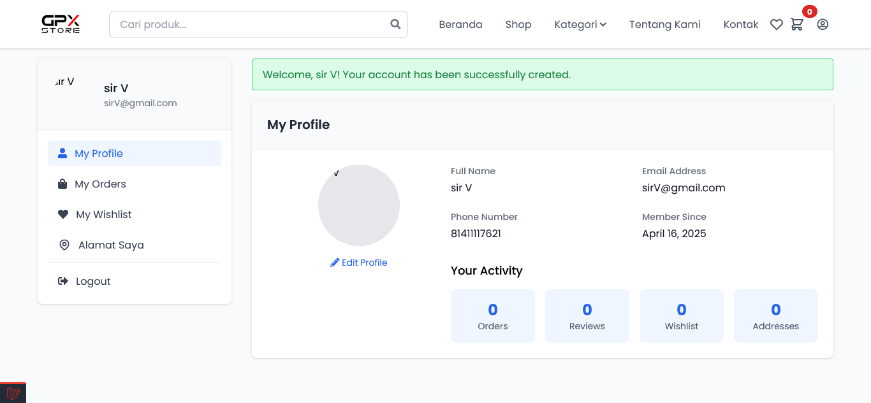 GPX
STORE
Cari produk...
Beranda
Shop
Kategori
Tentang Kami
Kontak
0
sir V
sir V
sirV@gmail.com
My Profile
My Orders
My Wishlist
Alamat Saya
Logout
Welcome, sir V! Your account has been successfully created.
My Profile
V
Edit Profile
Full Name
sir V
Email Address
sirV@gmail.com
Phone Number
81411117621
Member Since
April 16, 2025
Your Activity
0
Orders
0
Reviews
0
Wishlist
0
Addresses